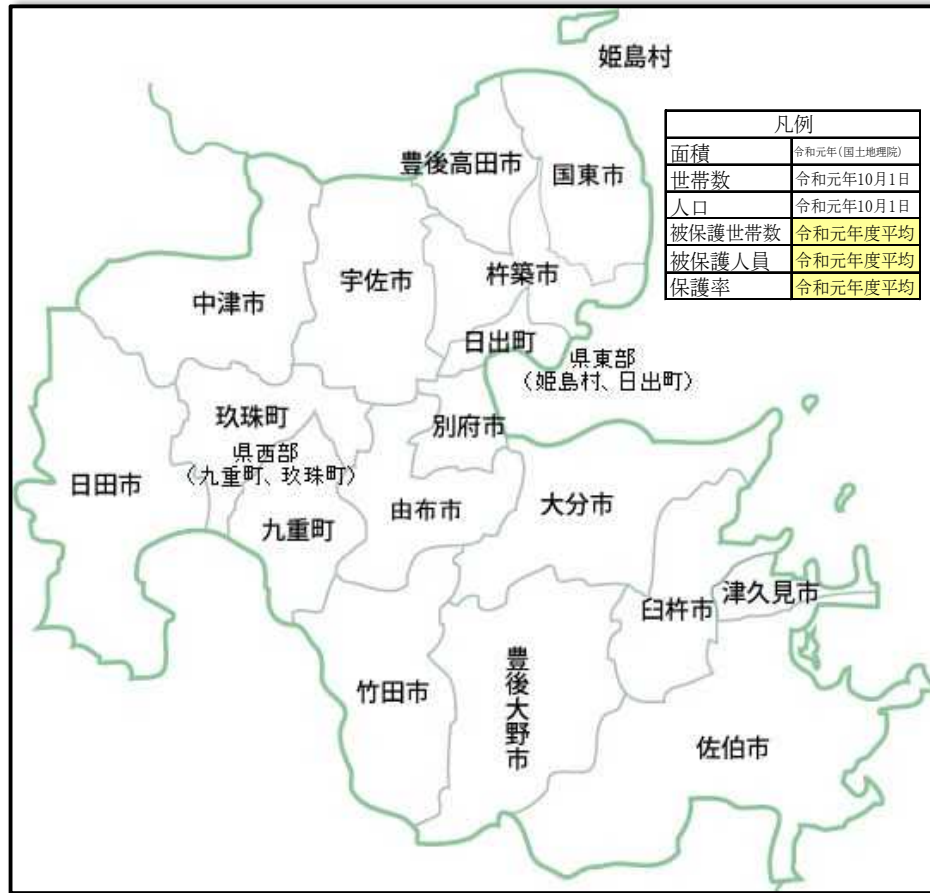 姫島村
凡例
面積 令和元年(国土地理院)
世帯数 令和元年10月1日
人口 令和元年10月1日
被保護世帯数 令和元年度平均
被保護人員 令和元年度平均
保護率 令和元年度平均
豊後高田市
国東市
中津市
宇佐市
杵築市
日出町
県東部
(姫島村、日出町)
玖珠町
別府市
県西部
(九重町、玖珠町)
日田市
由布市
大分市
九重町
津久見市
臼杵市
竹田市
豊後大野市
佐伯市